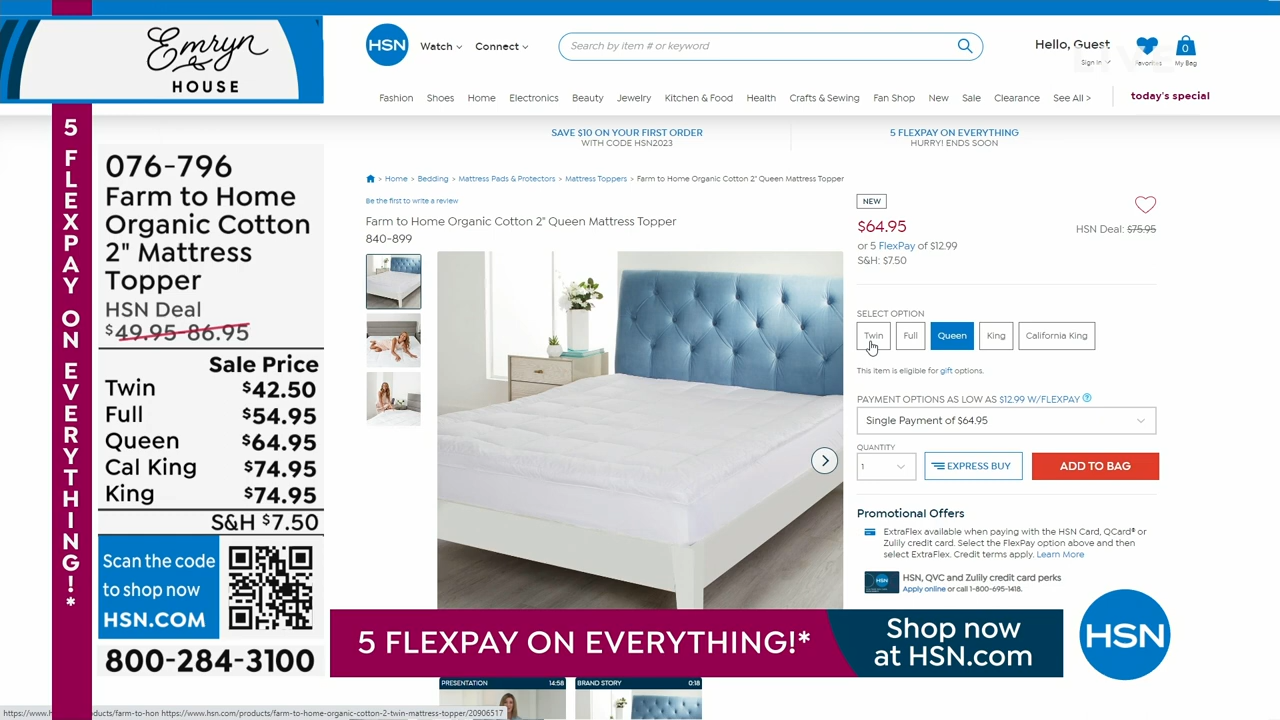 Emryn
HOUSE
5 FLEXPAY ON EVERYTHING!*
076-796
Farm to Home
Organic Cotton
2" Mattress
Topper
HSN Deal
$49.95-86.95
Sale Price
Twin $42.50
Full $54.95
Queen $64.95
Cal King $74.95
King $74.95
S&H $7.50
Scan the code
to shop now
HSN.COM
800-284-3100
HSN
Watch
Connect
Search by item # or keyword
Hello, Guest
Sign In
Favorites
0
My Bag
Fashion Shoes Home Electronics Beauty Jewelry Kitchen & Food Health Crafts & Sewing Fan Shop New Sale Clearance See All > today's special
SAVE $10 ON YOUR FIRST ORDER
WITH CODE HSN2023
5 FLEXPAY ON EVERYTHING
HURRY! ENDS SOON
Home > Bedding > Mattress Pads & Protectors > Mattress Toppers > Farm to Home Organic Cotton 2" Queen Mattress Topper
Be the first to write a review
Farm to Home Organic Cotton 2" Queen Mattress Topper
840-899
NEW
$64.95
HSN Deal: $75.95
or 5 FlexPay of $12.99
S&H: $7.50
SELECT OPTION
Twin Full Queen King California King
This item is eligible for gift options.
PAYMENT OPTIONS AS LOW AS $12.99 W/FLEXPAY
Single Payment of $64.95
QUANTITY
1
EXPRESS BUY
ADD TO BAG
Promotional Offers
ExtraFlex available when paying with the HSN Card, QCard® or
Zulily credit card. Select the FlexPay option above and then
select ExtraFlex. Credit terms apply. Learn More
HSN
HSN, QVC and Zulily credit card perks
Apply online or call 1-800-695-1418.
5 FLEXPAY ON EVERYTHING!*
Shop now
at HSN.com
HSN
PRESENTATION 14:58
BRAND STORY 0:18
https://www.hsn.com/products/farm-to-home-organic-cotton-2-twin-mattress-topper/20906517